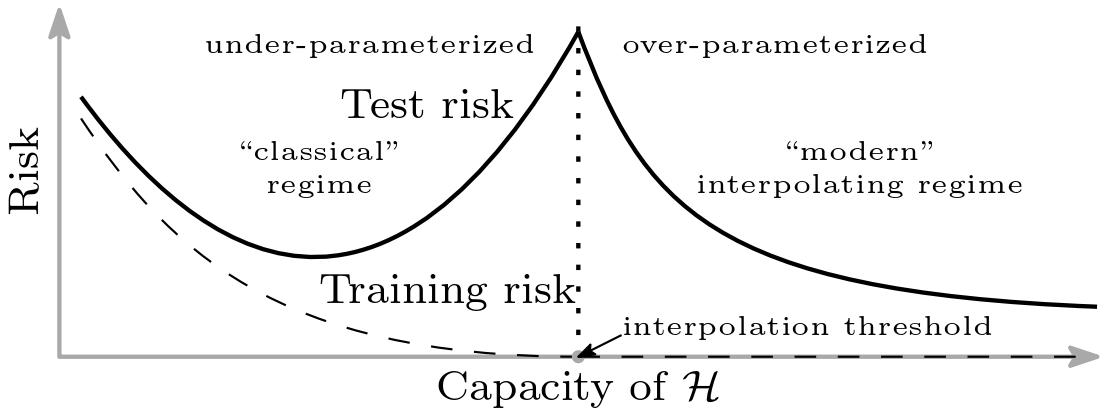 under-parameterized
over-parameterized
Test risk
“classical”
regime
“modern”
interpolating regime
Risk
Training risk
interpolation threshold
Capacity of ℋ